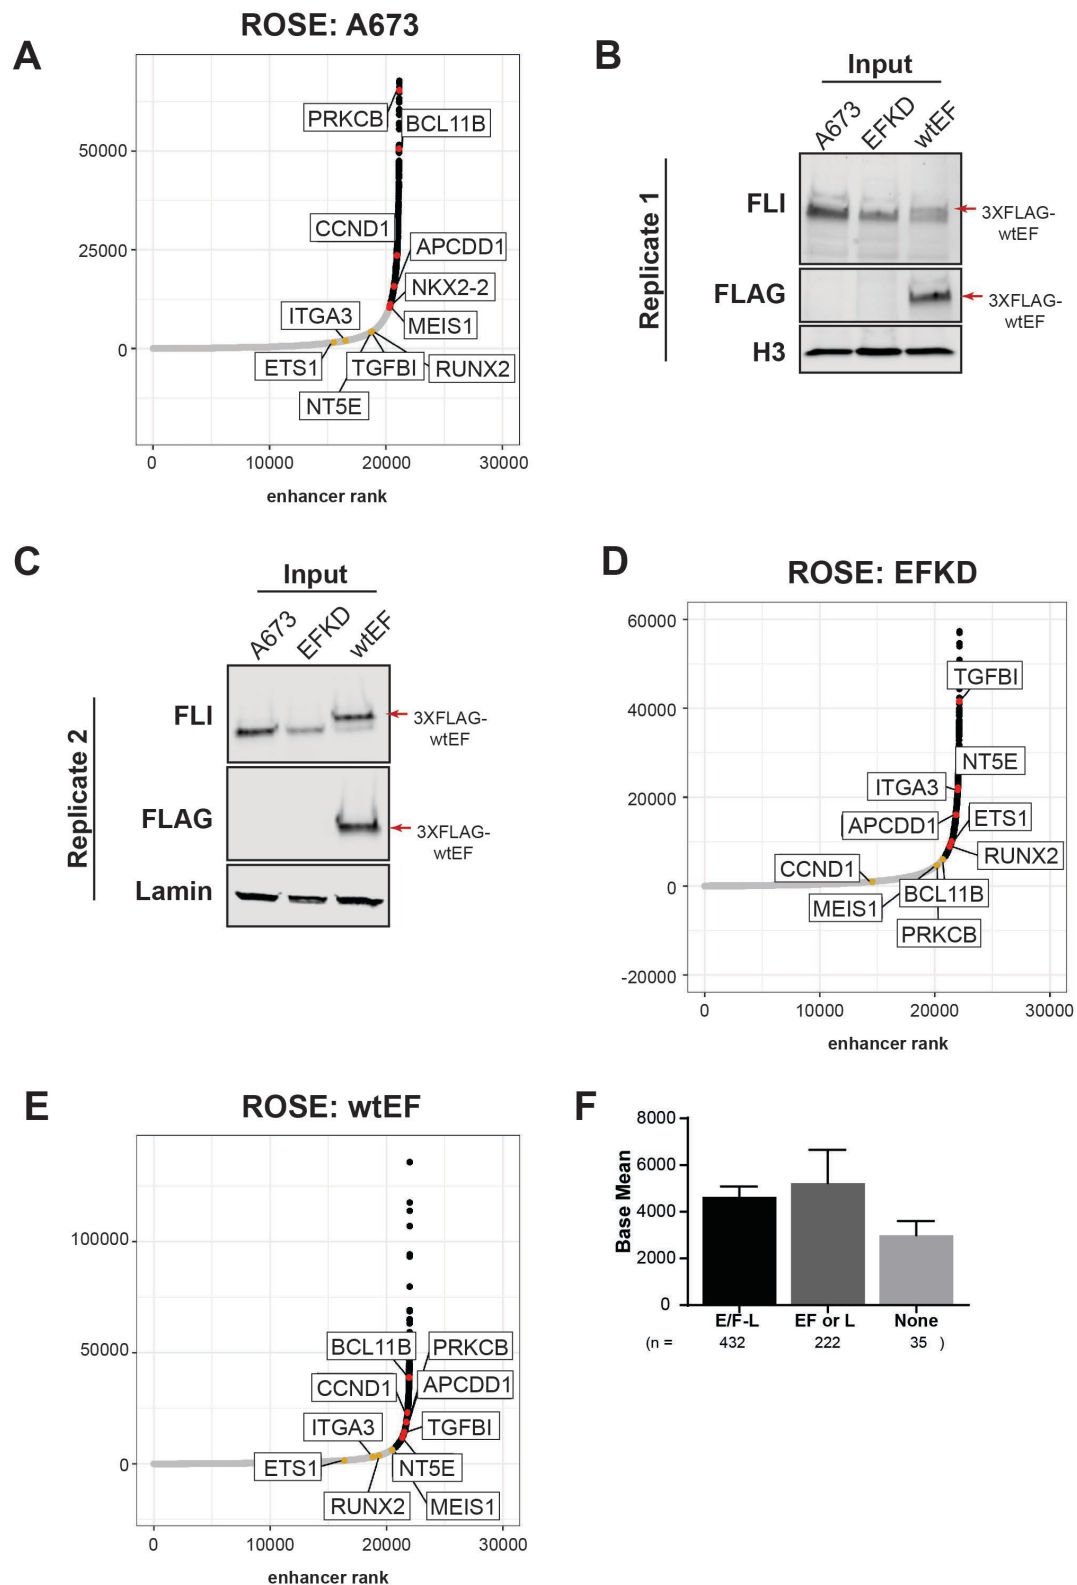 A
ROSE: A673
50000
25000
0
PRKCB
BCL11B
CCND1
APCDD1
NKX2-2
ITGA3
MEIS1
ETS1
TGFBI
RUNX2
NT5E
0 10000 20000 30000
enhancer rank
B
Input
A673 EFKD wtEF
Replicate 1
FLI
3XFLAG-
wtEF
FLAG
3XFLAG-
wtEF
H3
C
Input
A673 EFKD wtEF
Replicate 2
FLI
3XFLAG-
wtEF
FLAG
3XFLAG-
wtEF
Lamin
D
ROSE: EFKD
60000
40000
20000
0
-20000
TGFBI
NT5E
ITGA3
APCDD1
ETS1
RUNX2
CCND1
MEIS1
BCL11B
PRKCB
0 10000 20000 30000
enhancer rank
E
ROSE: wtEF
100000
50000
0
BCL11B
PRKCB
CCND1
APCDD1
ITGA3
TGFBI
ETS1
NT5E
RUNX2
MEIS1
0 10000 20000 30000
enhancer rank
F
Base Mean
8000
6000
4000
2000
0
E/F-L EF or L None
(n = 432 222 35 )